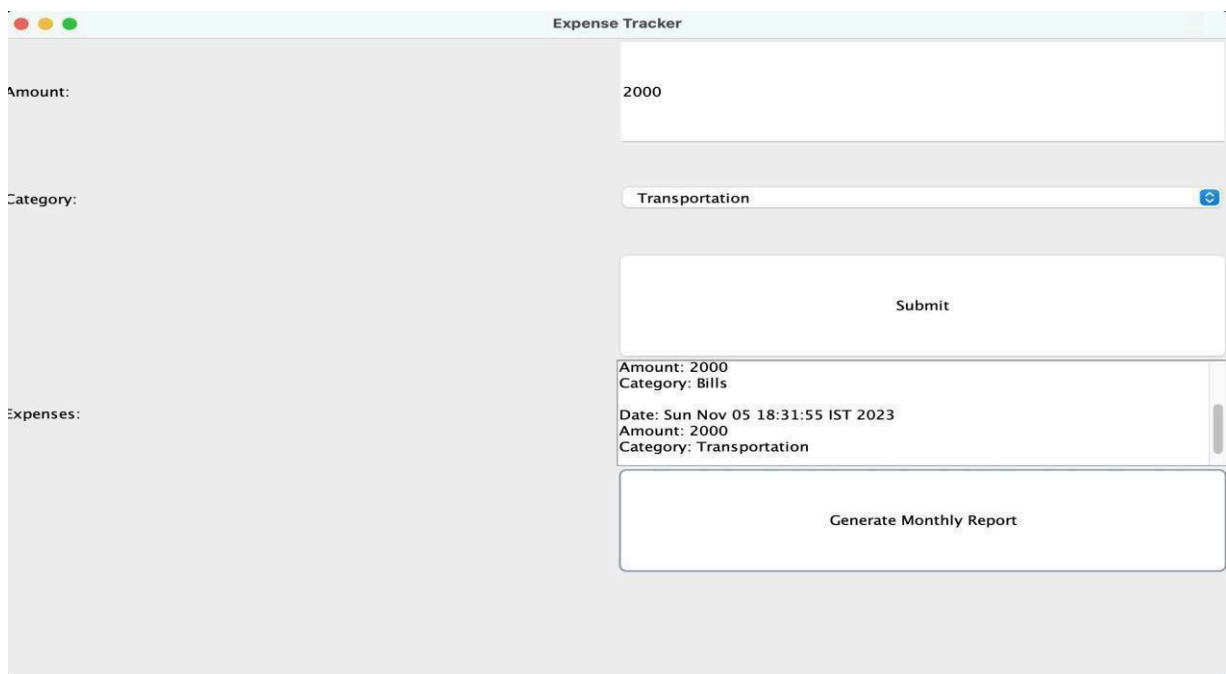 Expense Tracker
Amount:
2000
Category:
Transportation
Submit
Expenses:
Amount: 2000
Category: Bills
Date: Sun Nov 05 18:31:55 IST 2023
Amount: 2000
Category: Transportation
Generate Monthly Report